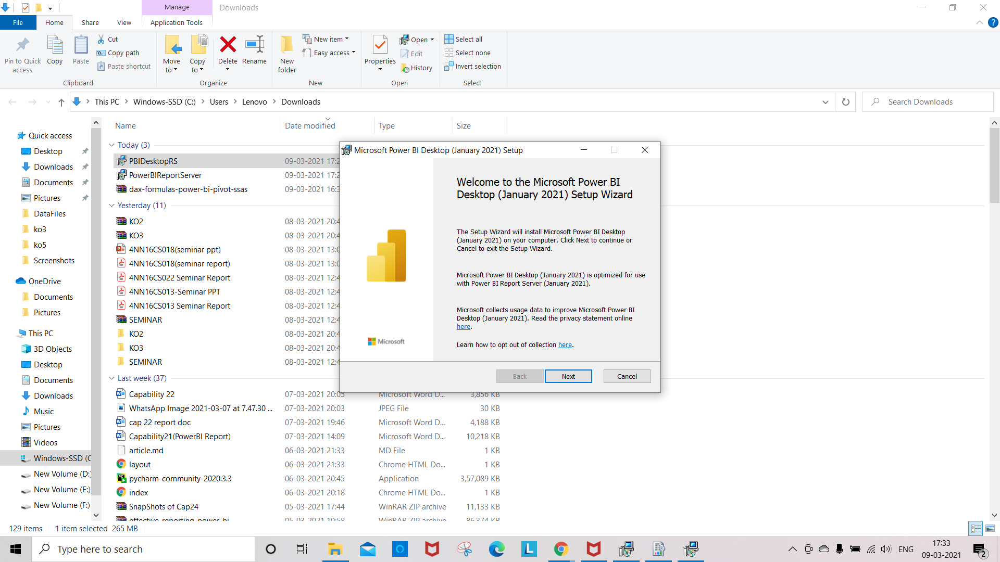 Manage
Downloads
File
Home
Share
View
Application Tools
Pin to Quick access
Copy
Paste
Cut
Copy path
Paste shortcut
Clipboard
Move to
Copy to
Delete
Rename
Organize
New folder
New item
Easy access
New
Properties
Open
Edit
History
Open
Select all
Select none
Invert selection
Select
This PC > Windows-SSD (C:) > Users > Lenovo > Downloads
Search Downloads
Name
Date modified
Type
Size
Quick access
Desktop
Downloads
Documents
Pictures
DataFiles
ko3
ko5
Screenshots
OneDrive
Documents
Pictures
This PC
3D Objects
Desktop
Documents
Downloads
Music
Pictures
Videos
Windows-SSD (C
New Volume (D:)
New Volume (E:)
New Volume (F:)
Today (3)
PBIDesktopRS 09-03-2021 17:2
PowerBIReportServer 09-03-2021 17:2
dax-formulas-power-bi-pivot-ssas 09-03-2021 16:3
Yesterday (11)
KO2 08-03-2021 20:4
KO3 08-03-2021 20:4
4NN16CS018(seminar ppt) 08-03-2021 13:0
4NN16CS018(seminar report) 08-03-2021 13:0
4NN16CS022 Seminar Report 08-03-2021 12:4
4NN16CS013-Seminar PPT 08-03-2021 12:4
4NN16CS013 Seminar Report 08-03-2021 12:4
SEMINAR 08-03-2021 12:4
KO2 08-03-2021 20:4
KO3 08-03-2021 20:4
SEMINAR 08-03-2021 12:4
Last week (37)
Capability 22 07-03-2021 20:05 Microsoft Word D... 3,856 KB
WhatsApp Image 2021-03-07 at 7.47.30 ... 07-03-2021 20:03 JPEG File 30 KB
cap 22 report doc 07-03-2021 19:46 Microsoft Word D... 4,188 KB
Capability21(PowerBI Report) 07-03-2021 14:09 Microsoft Word D... 10,218 KB
article.md 06-03-2021 21:33 MD File 1 KB
layout 06-03-2021 21:33 Chrome HTML Do... 1 KB
pycharm-community-2020.3.3 06-03-2021 20:45 Application 3,57,089 KB
index 06-03-2021 20:18 Chrome HTML Do... 1 KB
SnapShots of Cap24 05-03-2021 17:44 WinRAR ZIP archive 11,133 KB
effective-reporting-power-bi 05-03-2021 10:58 WinRAR ZIP archive 86,374 KB
Microsoft Power BI Desktop (January 2021) Setup
Welcome to the Microsoft Power BI
Desktop (January 2021) Setup Wizard
The Setup Wizard will install Microsoft Power BI Desktop
(January 2021) on your computer. Click Next to continue or
Cancel to exit the Setup Wizard.
Microsoft Power BI Desktop (January 2021) is optimized for use
with Power BI Report Server (January 2021).
Microsoft collects usage data to improve Microsoft Power BI
Desktop (January 2021). Read the privacy statement online
here.
Learn how to opt out of collection here.
Microsoft
Back
Next
Cancel
129 items 1 item selected 265 MB
Type here to search
ENG
17:33
09-03-2021
2